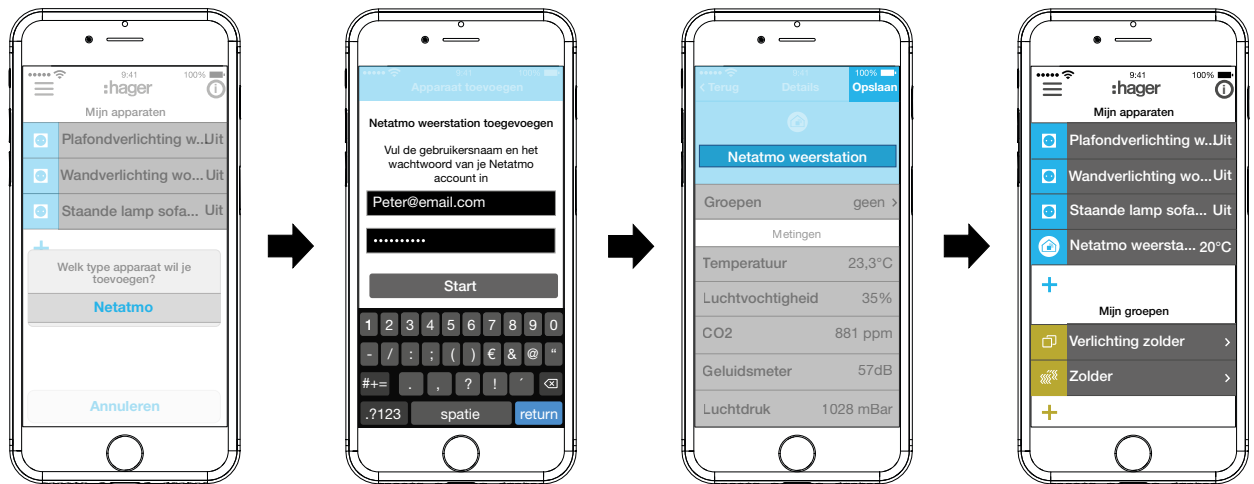 9:41 100%
:hager
Mijn apparaten
Plafondverlichting w..Uit
Wandverlichting wo... Uit
Staande lamp sofa... Uit
+
Welk type apparaat wil je
toevoegen?
Netatmo
Annuleren
9:41 100%
Apparaat toevoegen
Netatmo weerstation toegevoegen
Vul de gebruikersnaam en het
wachtwoord van je Netatmo
account in
Peter@email.com
••••••••••
Start
1 2 3 4 5 6 7 8 9 0
- / : ; ( ) € & @ “
#+= . , ? ! ´
.?123 spatie return
9:41 100%
< Terug Details Opslaan
Netatmo weerstation
Groepen geen >
Metingen
Temperatuur 23,3°C
Luchtvochtigheid 35%
CO2 881 ppm
Geluidsmeter 57dB
Luchtdruk 1028 mBar
9:41 100%
:hager
Mijn apparaten
Plafondverlichting w..Uit
Wandverlichting wo...Uit
Staande lamp sofa... Uit
Netatmo weersta... 20°C
+
Mijn groepen
Verlichting zolder >
Zolder >
+